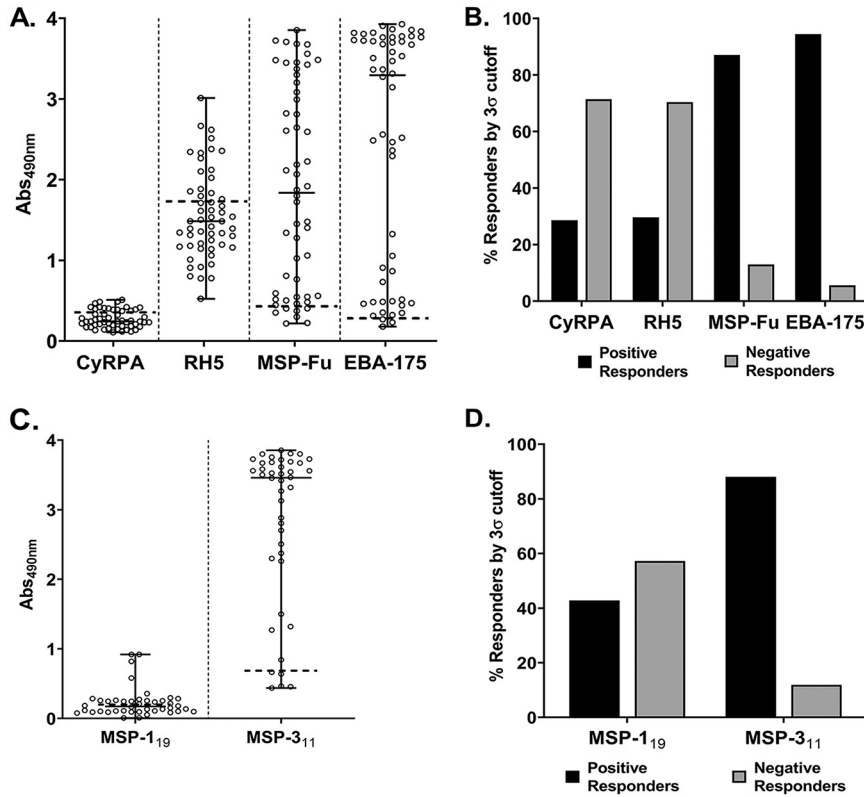 A.
4
3
2
1
0
Abs490nm
CyRPA RH5 MSP-Fu EBA-175
B.
100
80
60
40
20
0
% Responders by 3σ cutoff
CyRPA RH5 MSP-Fu EBA-175
Positive
Responders
Negative
Responders
C.
4
3
2
1
0
Abs490nm
MSP-119 MSP-311
D.
100
80
60
40
20
0
% Responders by 3σ cutoff
MSP-119 MSP-311
Positive
Responders
Negative
Responders